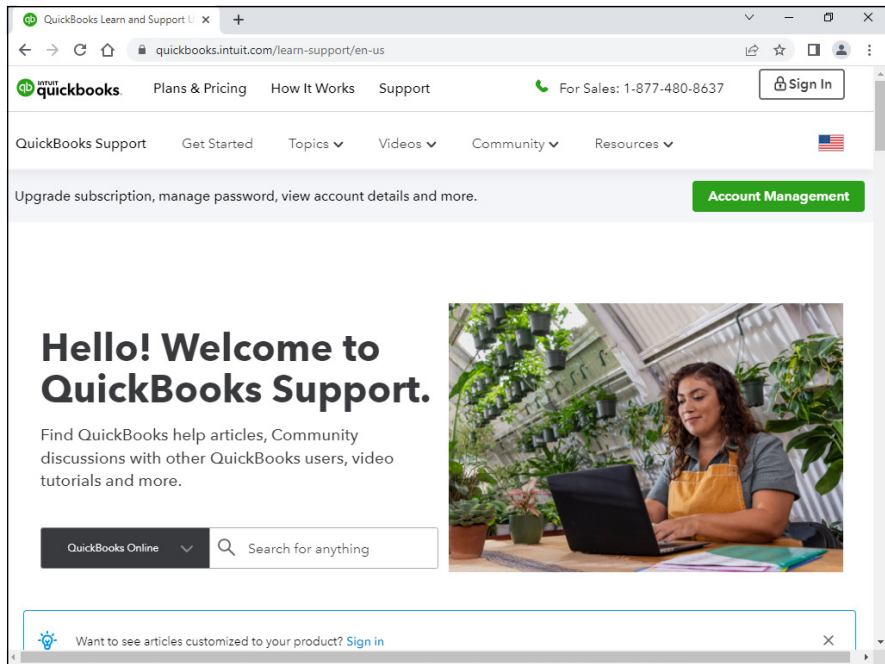 QuickBooks Learn and Support U
quickbooks.intuit.com/learn-support/en-us
qb INTUIT quickbooks. Plans & Pricing How It Works Support For Sales: 1-877-480-8637 Sign In
QuickBooks Support Get Started Topics Videos Community Resources
Upgrade subscription, manage password, view account details and more. Account Management
Hello! Welcome to
QuickBooks Support.
Find QuickBooks help articles, Community
discussions with other QuickBooks users, video
tutorials and more.
QuickBooks Online Search for anything
Want to see articles customized to your product? Sign in